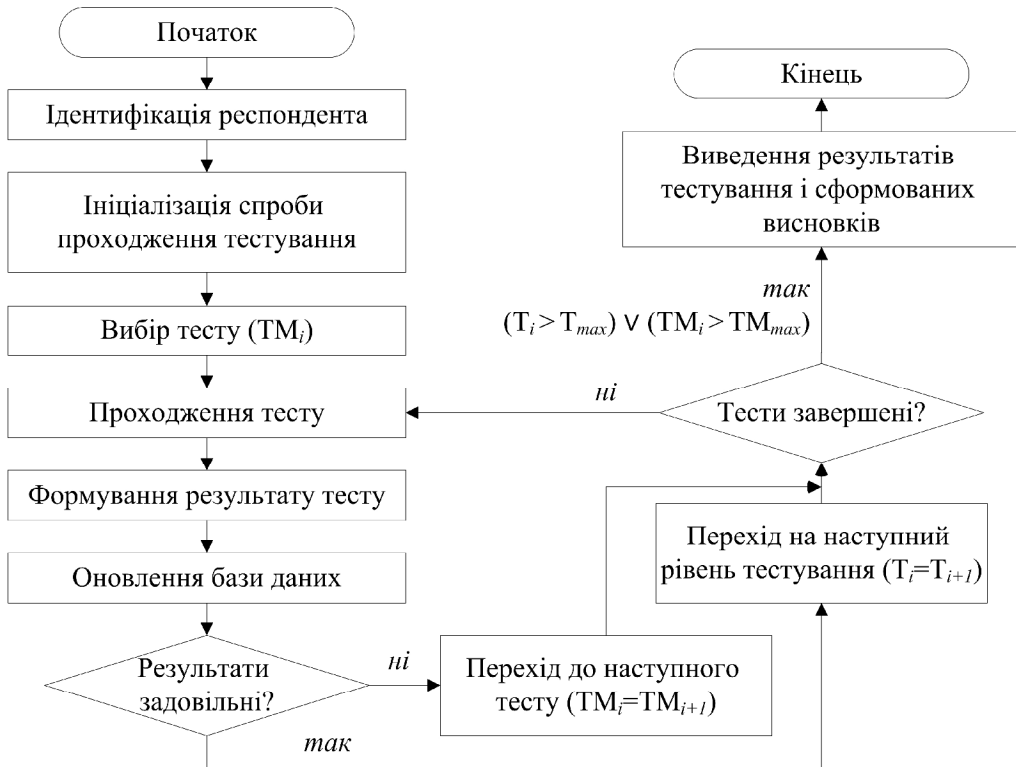 Початок
Ідентифікація респондента
Ініціалізація спроби
проходження тестування
Вибір тесту (TMi)
Проходження тесту
Формування результату тесту
Оновлення бази даних
Результати
задовільні?
ні
так
Перехід до наступного
тесту (TMi=TMi+1)
Перехід на наступний
рівень тестування (Ti=Ti+1)
Тести завершені?
ні
так
(Ti > Tmax) ∨ (TMi > TMmax)
Виведення результатів
тестування і сформованих
висновків
Кінець